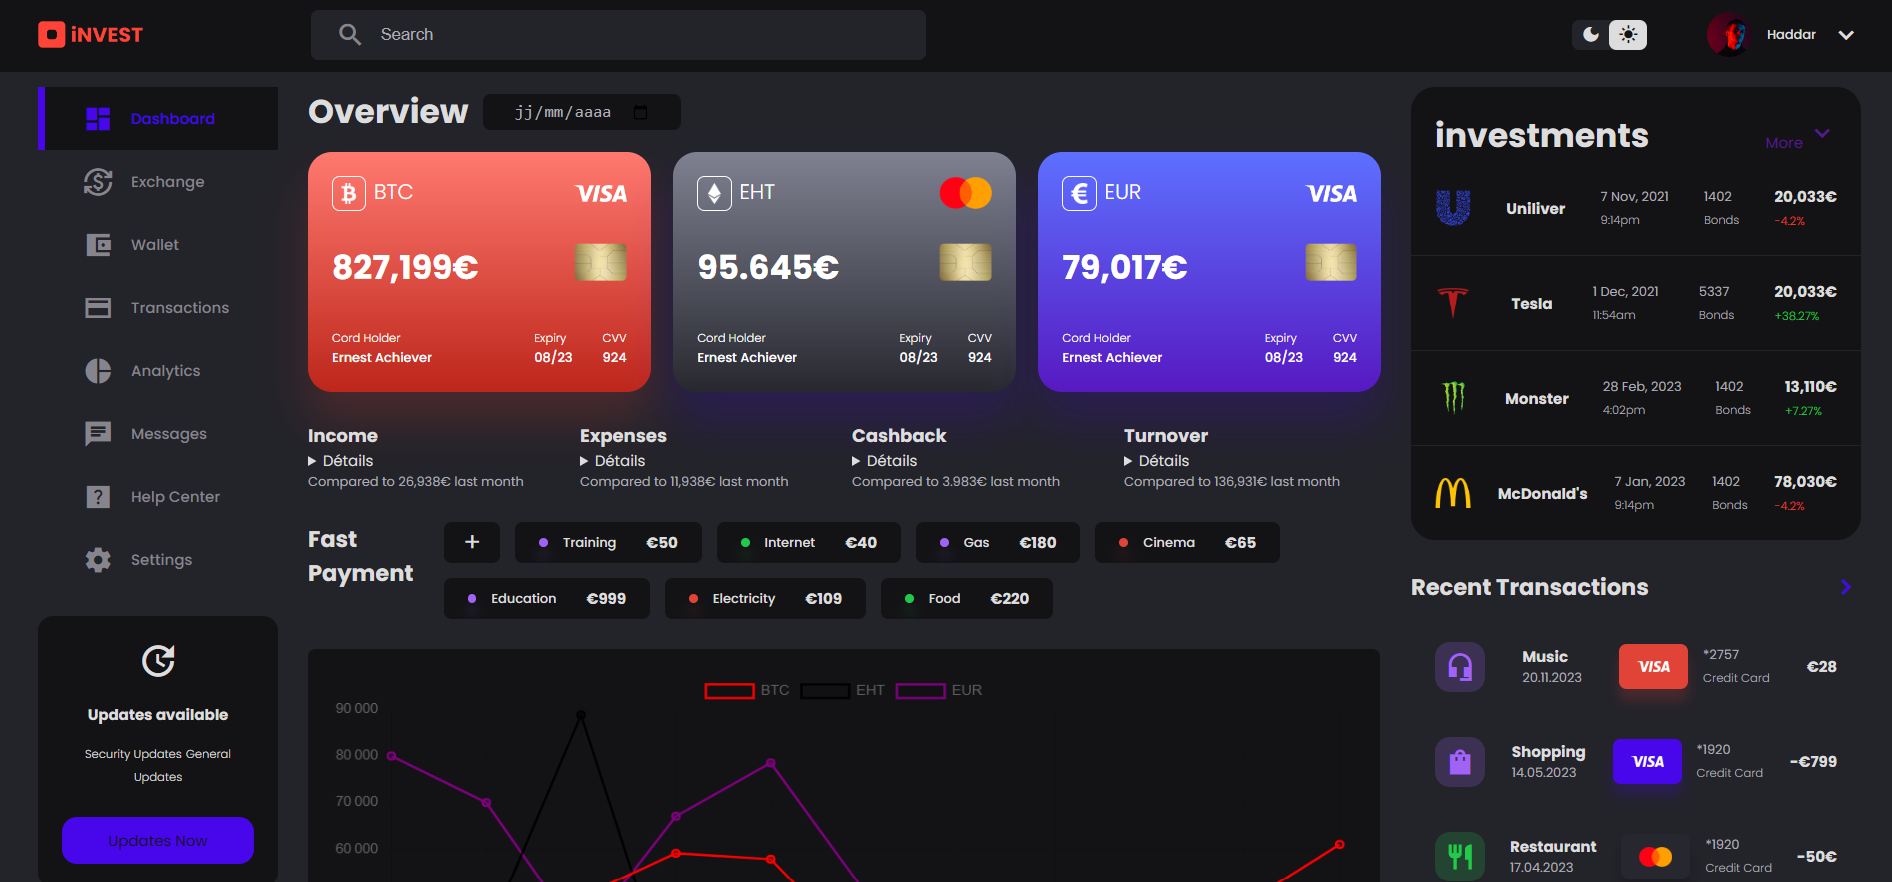 iNVEST
Search
Haddar
Dashboard
Exchange
Wallet
Transactions
Analytics
Messages
Help Center
Settings
Updates available
Security Updates General
Updates
Updates Now
Overview
jj/mm/aaaa
BTC
VISA
827,199€
Cord Holder Expiry CVV
Ernest Achiever 08/23 924
EHT
95.645€
Cord Holder Expiry CVV
Ernest Achiever 08/23 924
EUR
VISA
79,017€
Cord Holder Expiry CVV
Ernest Achiever 08/23 924
Income
Détails
Compared to 26,938€ last month
Expenses
Détails
Compared to 11,938€ last month
Cashback
Détails
Compared to 3.983€ last month
Turnover
Détails
Compared to 136,931€ last month
Fast
Payment
+
Training €50
Internet €40
Gas €180
Cinema €65
Education €999
Electricity €109
Food €220
BTC EHT EUR
90 000
80 000
70 000
60 000
investments
More
Uniliver
7 Nov, 2021 1402 20,033€
9:14pm Bonds -4.2%
Tesla
1 Dec, 2021 5337 20,033€
11:54am Bonds +38.27%
Monster
28 Feb, 2023 1402 13,110€
4:02pm Bonds +7.27%
McDonald's
7 Jan, 2023 1402 78,030€
9:14pm Bonds -4.2%
Recent Transactions
Music
20.11.2023
VISA
*2757
Credit Card
€28
Shopping
14.05.2023
VISA
*1920
Credit Card
-€799
Restaurant
17.04.2023
*1920
Credit Card
-50€